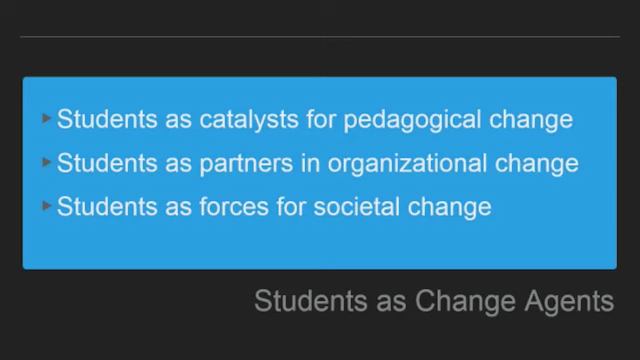 Students as catalysts for pedagogical change
Students as partners in organizational change
Students as forces for societal change
Students as Change Agents